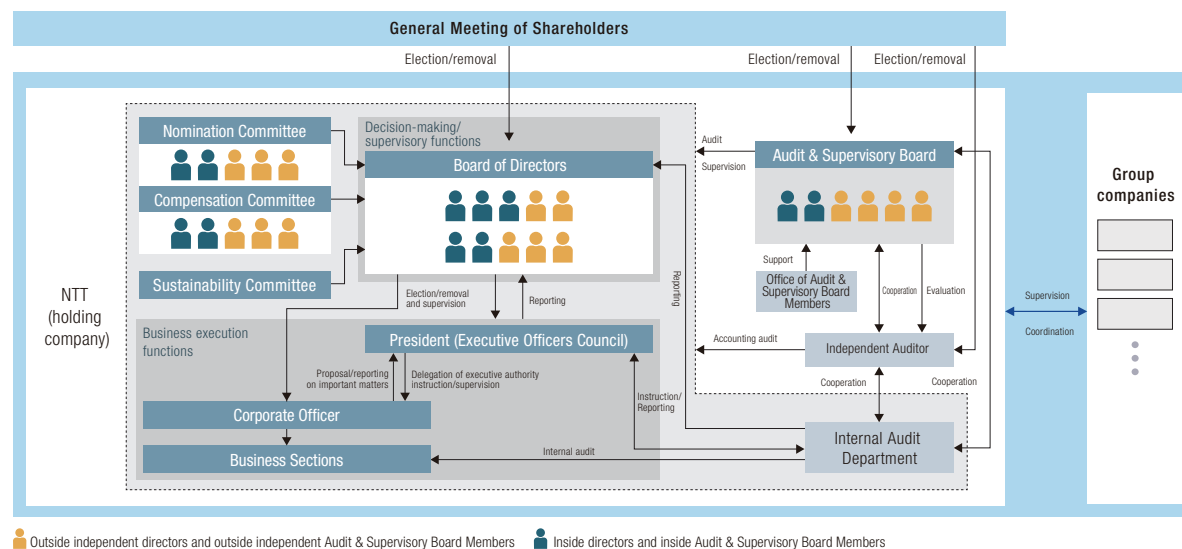 General Meeting of Shareholders
Election/removal
Election/removal
Election/removal
Nomination Committee
Compensation Committee
Sustainability Committee
Decision-making/
supervisory functions
Board of Directors
Audit
Supervision
Audit & Supervisory Board
Support
Office of Audit &
Supervisory Board
Members
Cooperation
Evaluation
Reporting
Group
companies
Supervision
Coordination
NTT
(holding
company)
Election/removal
and supervision
Reporting
Business execution
functions
President (Executive Officers Council)
Accounting audit
Independent Auditor
Proposal/reporting
on important matters
Delegation of executive authority
instruction/supervision
Instruction/
Reporting
Cooperation
Cooperation
Corporate Officer
Business Sections
Internal audit
Internal Audit
Department
Outside independent directors and outside independent Audit & Supervisory Board Members
Inside directors and inside Audit & Supervisory Board Members